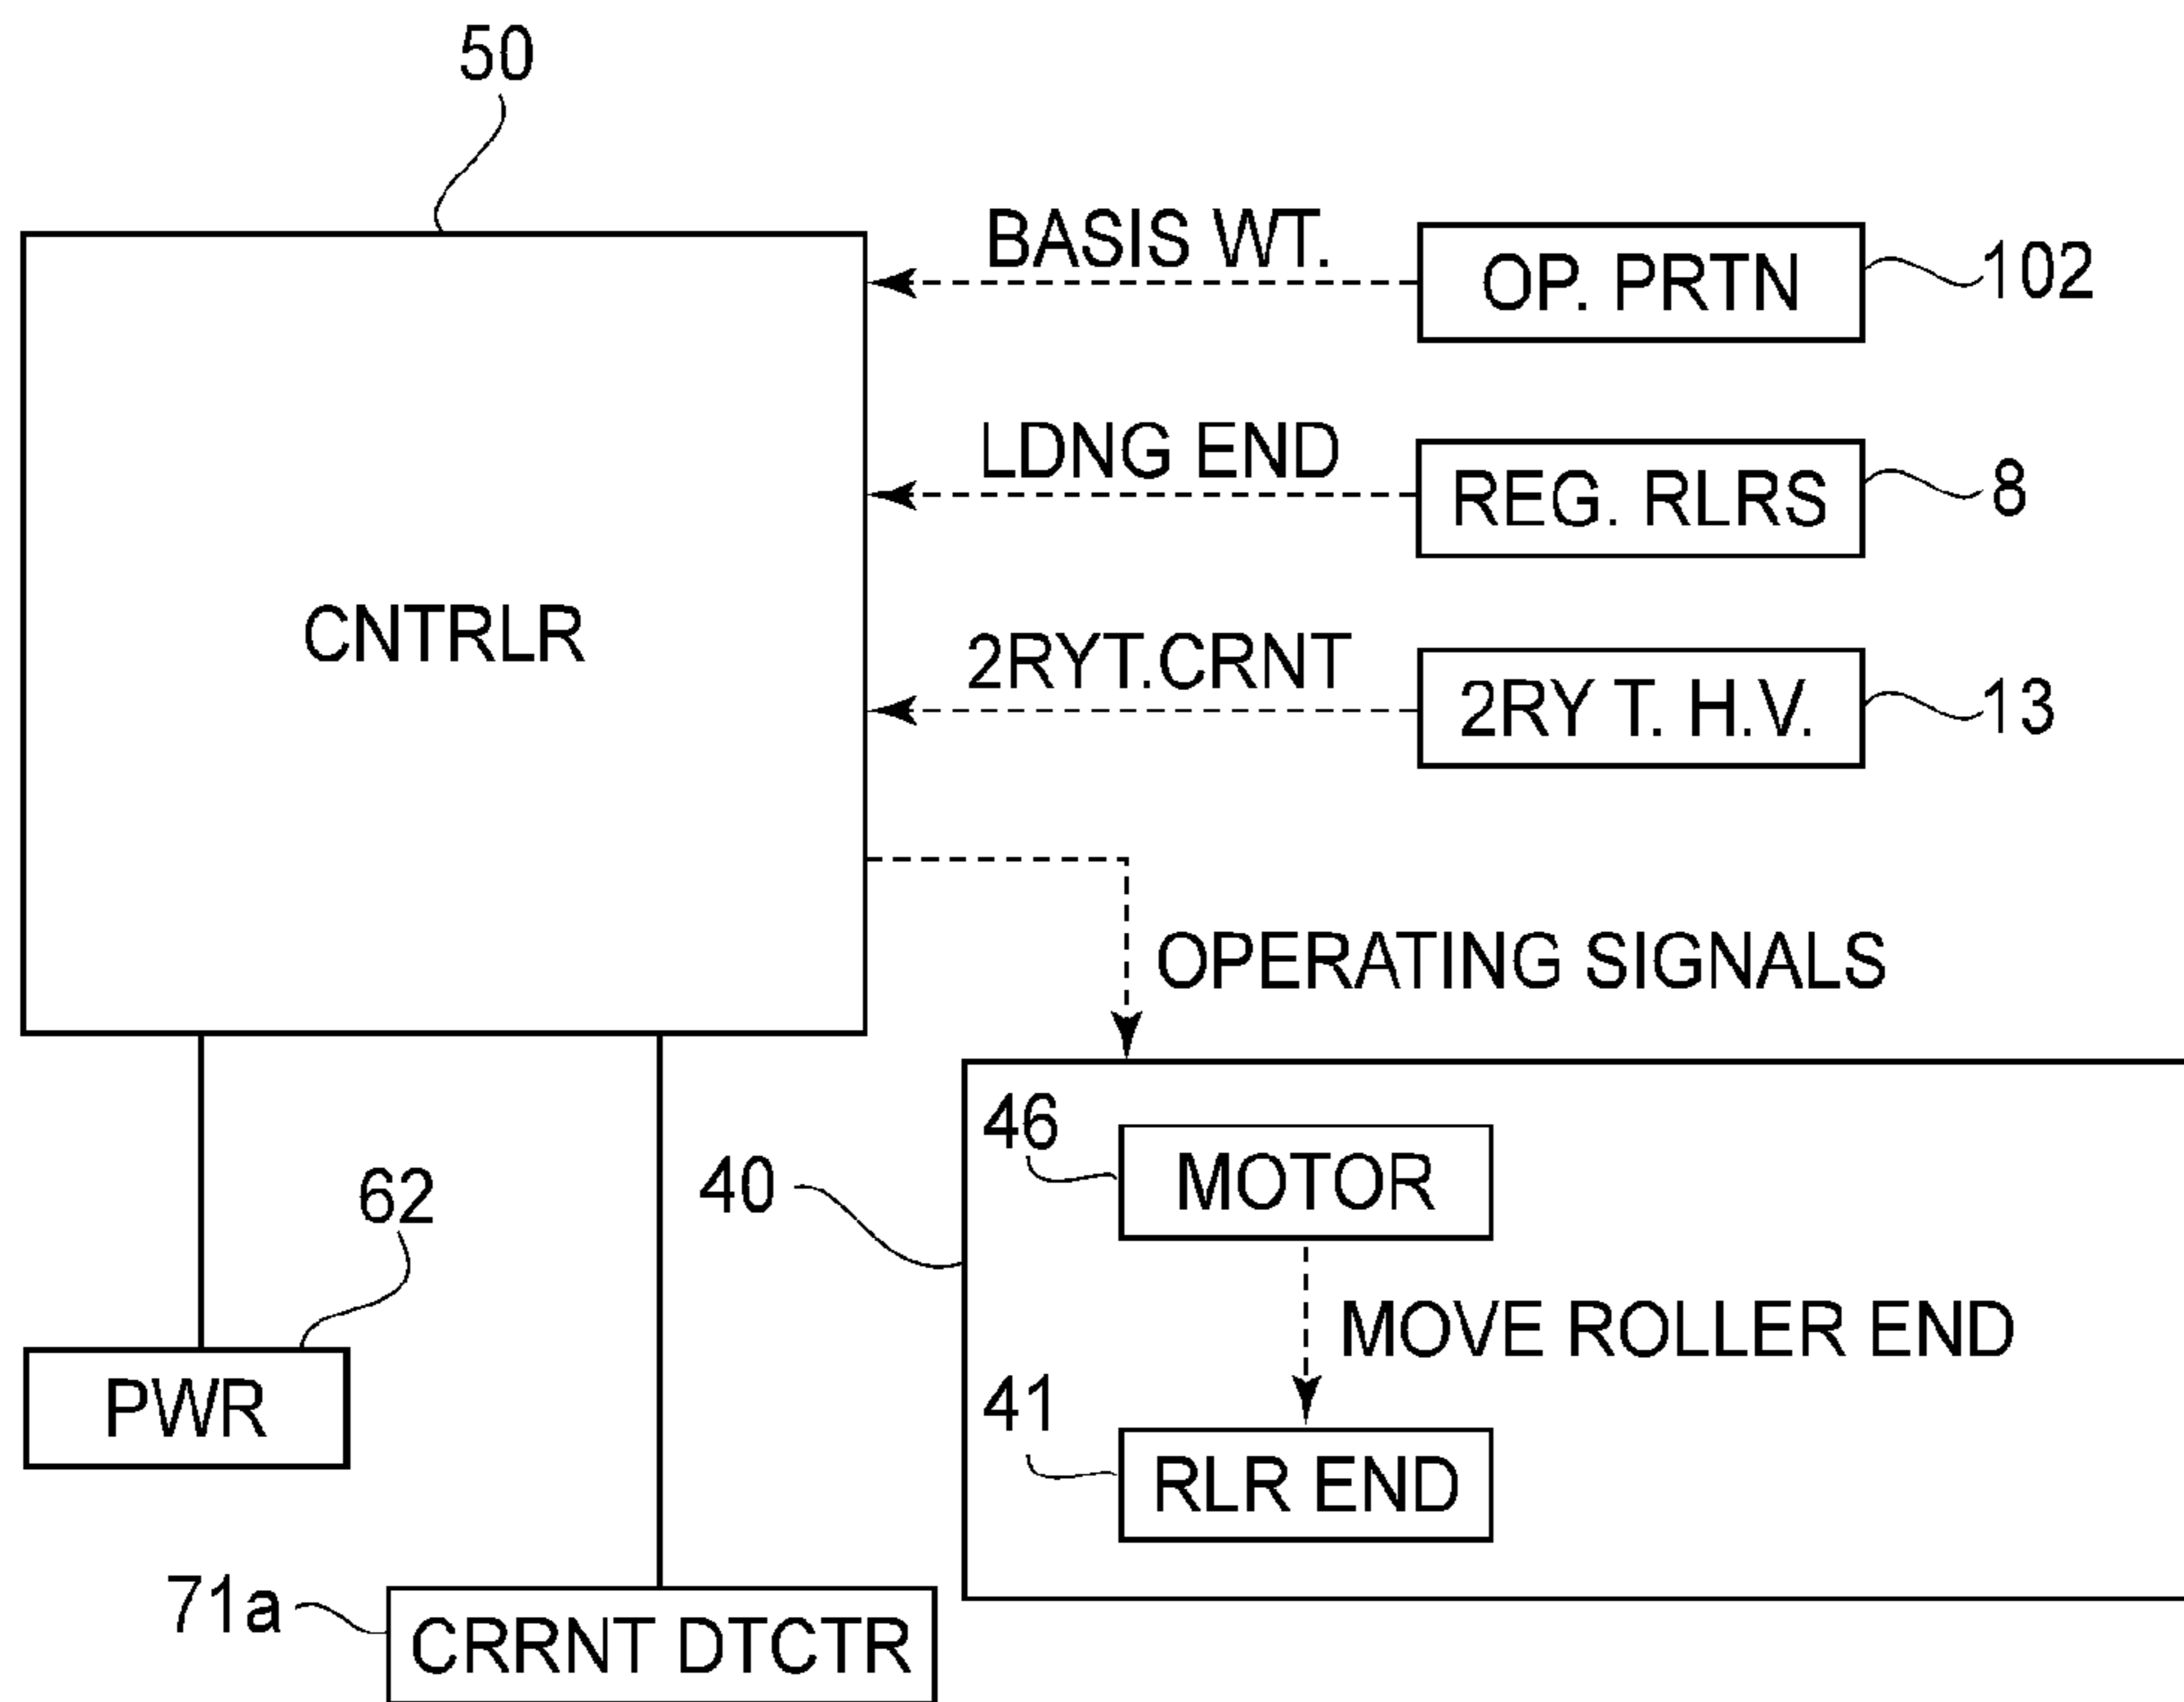 50
BASIS WT.
OP. PRTN
102
LDNG END
REG. RLRS
8
CNTRLR
2RYT.CRNT
2RY T. H.V.
13
OPERATING SIGNALS
46
MOTOR
40
62
MOVE ROLLER END
PWR
41
RLR END
71a
CRRNT DTCTR